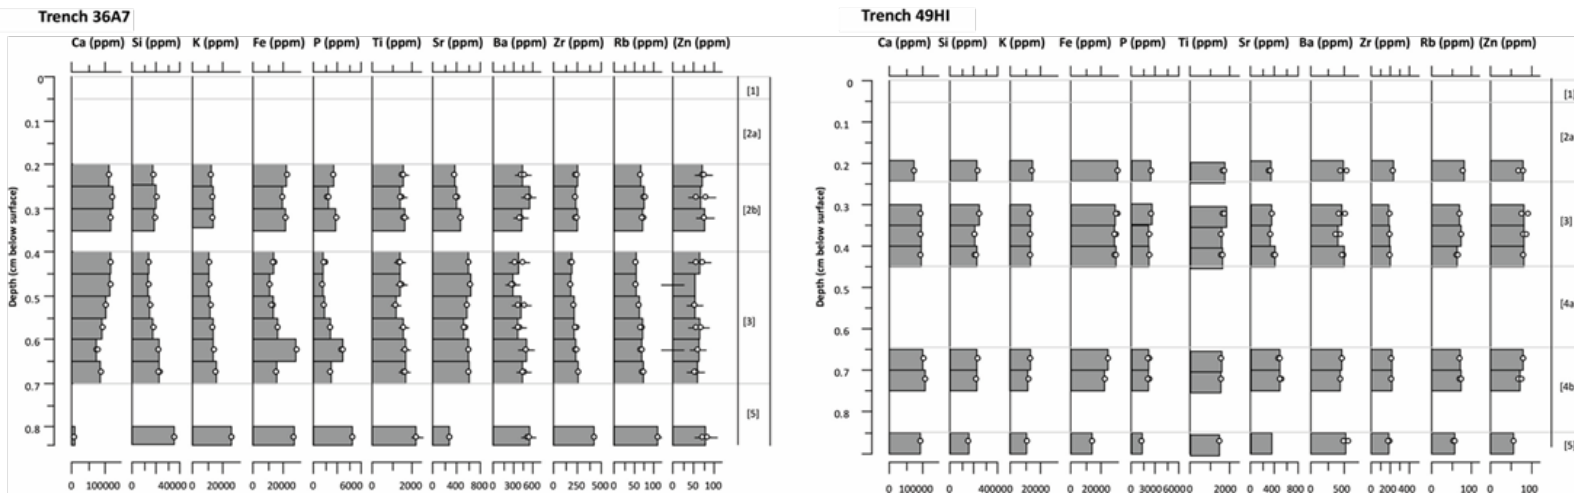 Trench 36A7
Ca (ppm) Si (ppm) K (ppm) Fe (ppm) P (ppm) Ti (ppm) Sr (ppm) Ba (ppm) Zr (ppm) Rb (ppm) (Zn (ppm)
0
0.1
0.2
0.3
0.4
0.5
0.6
0.7
0.8
Depth (cm below surface)
[1]
[2a]
[2b]
[3]
[5]
0 100000 0 40000 0 20000 0 20000 0 6000 0 2000 0 400 800 0 300 600 0 250 500 0 50 100 0 50 100
Trench 49HI
Ca (ppm) Si (ppm) K (ppm) Fe (ppm) P (ppm) Ti (ppm) Sr (ppm) Ba (ppm) Zr (ppm) Rb (ppm) (Zn (ppm)
0
0.1
0.2
0.3
0.4
0.5
0.6
0.7
0.8
Depth (cm below surface)
[1]
[2a
[3]
[4a
[4b
[5]
0 100000 0 400000 0 20000 0 20000 0 3000 60000 0 2000 0 400 800 0 500 0 200 400 0 100 0 100